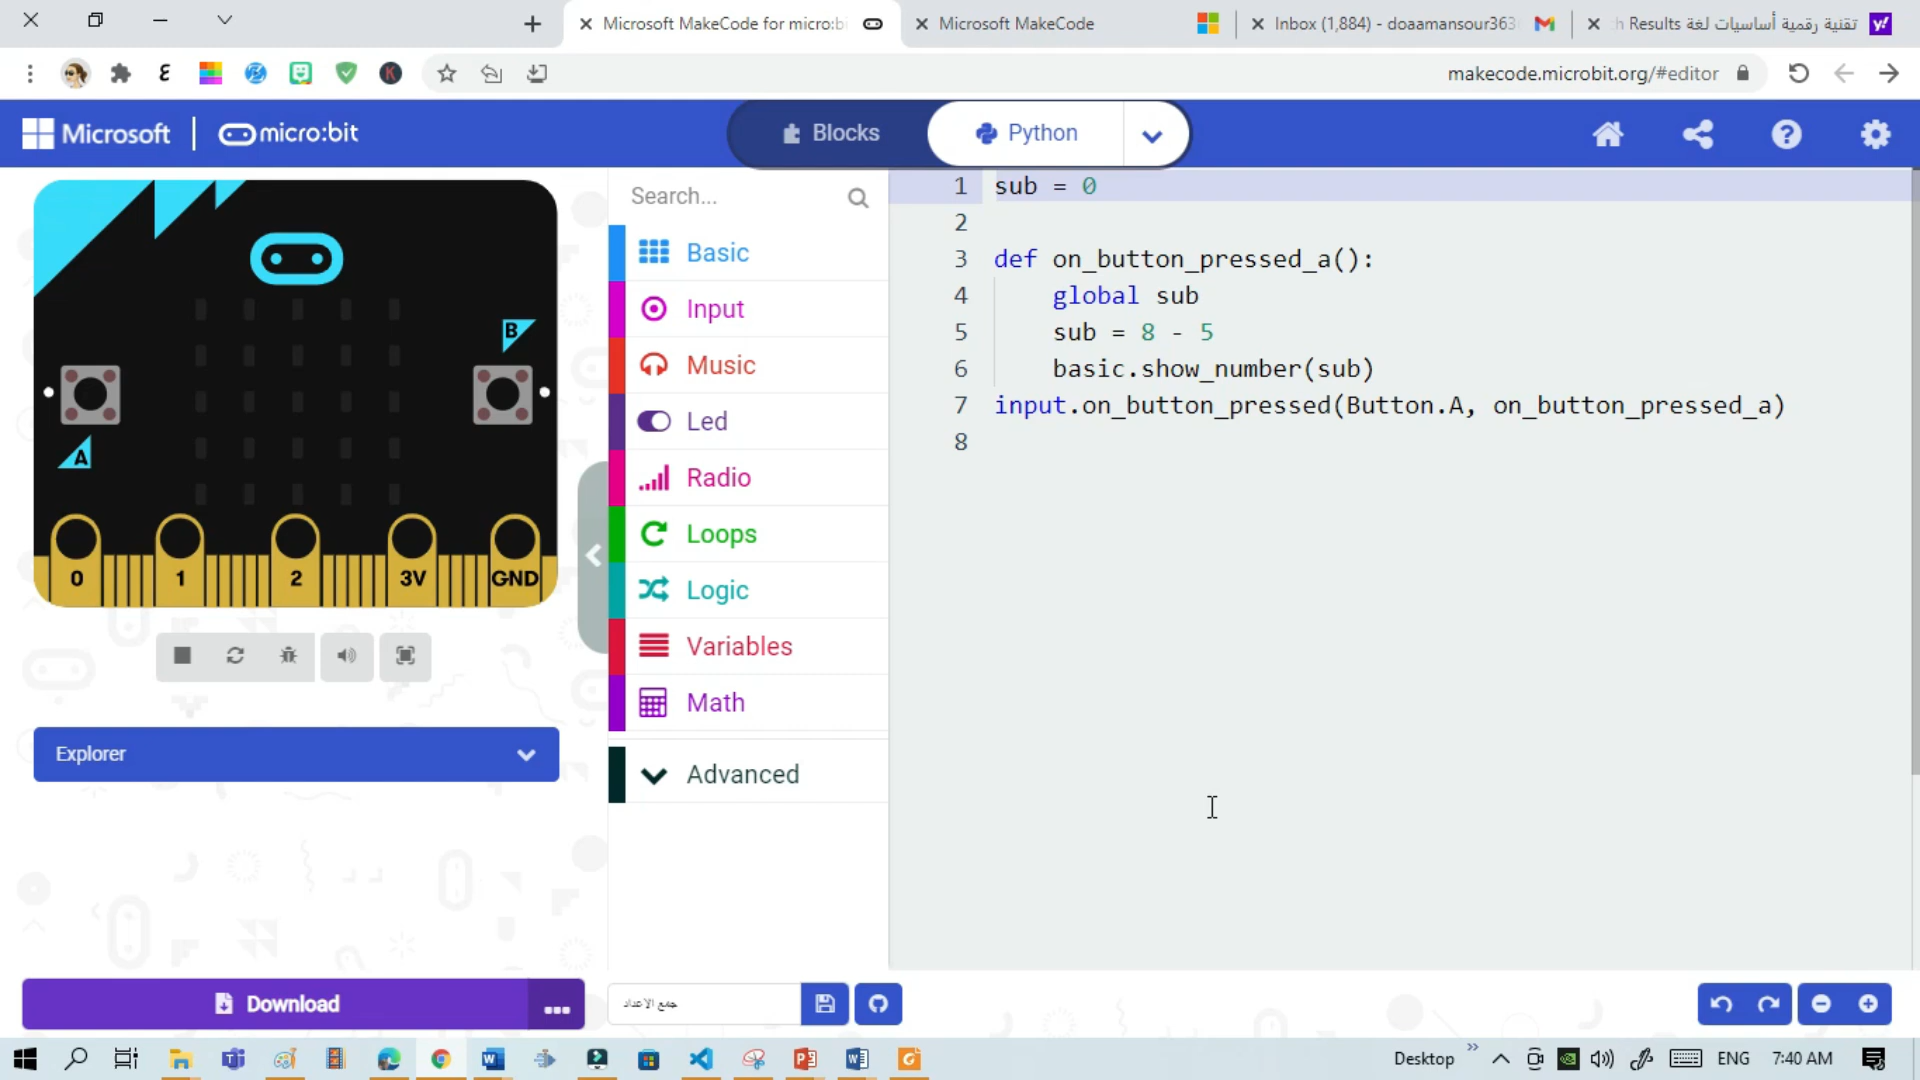 Microsoft MakeCode for micro:bi
Microsoft MakeCode
Inbox (1,884) - doaamansour363
h Results تقنية رقمية أساسيات لغة
makecode.microbit.org/#editor
Microsoft
micro:bit
Blocks
Python
Search...
Basic
Input
Music
Led
Radio
Loops
Logic
Variables
Math
Advanced
1 sub = 0
2
3 def on_button_pressed_a():
4 global sub
5 sub = 8 - 5
6 basic.show_number(sub)
7 input.on_button_pressed(Button.A, on_button_pressed_a)
8
B
A
0 1 2 3V GND
Explorer
Download
جمع الاعداد
Desktop
ENG
7:40 AM